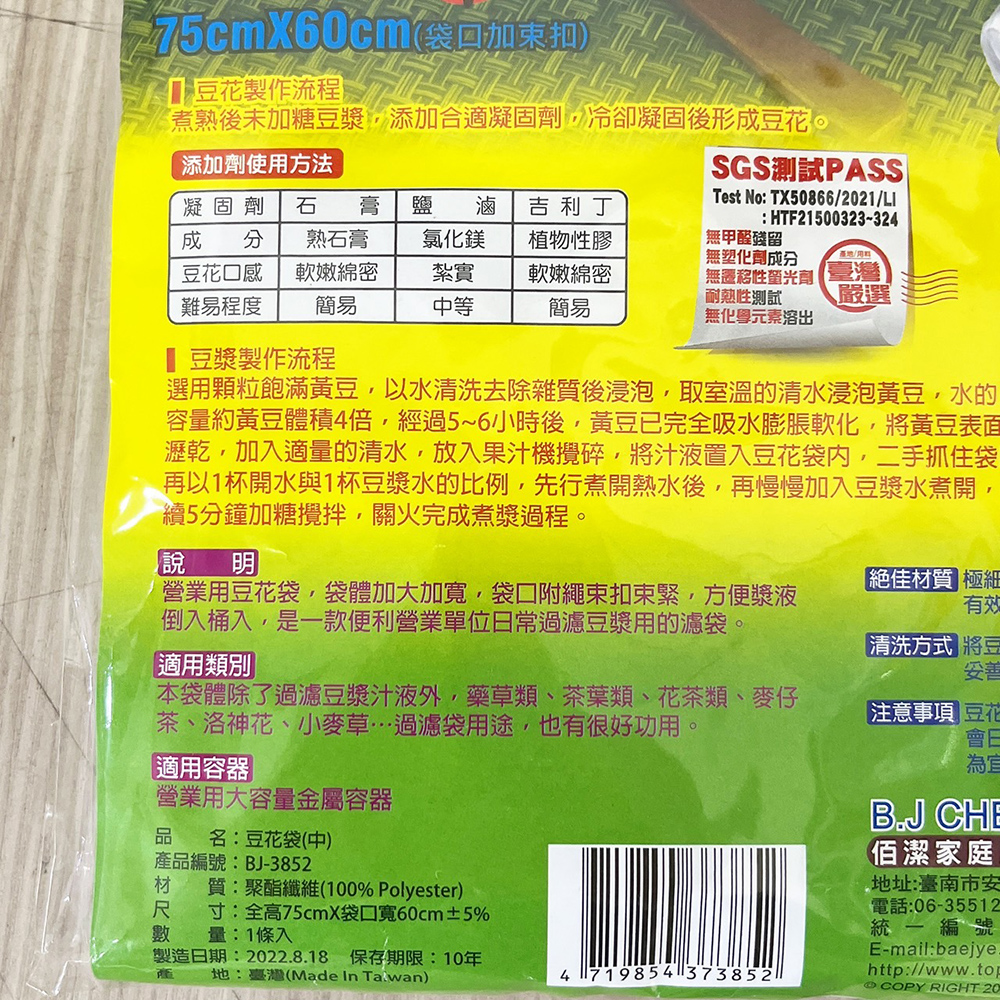 75cmX60cm(袋口加束扣)
豆花製作流程
煮熟後未加糖豆漿，添加合適凝固劑，冷卻凝固後形成豆花。
添加劑使用方法
凝固劑 石膏 鹽滷 吉利丁
成分 熟石膏 氯化鎂 植物性膠
豆花口感 軟嫩綿密 紮實 軟嫩綿密
難易程度 簡易 中等 簡易
SGS測試PASS
Test No: TX50866/2021/LI
: HTF21500323~324
無甲醛殘留
無塑化劑成分
無遷移性螢光劑
耐熱性測試
無化學元素溶出
產地/用料
臺灣
嚴選
豆漿製作流程
選用顆粒飽滿黃豆，以水清洗去除雜質後浸泡，取室溫的清水浸泡黃豆，水的
容量約黃豆體積4倍，經過5~6小時後，黃豆已完全吸水膨脹軟化，將黃豆表面
瀝乾，加入適量的清水，放入果汁機攪碎，將汁液置入豆花袋內，二手抓住袋
再以1杯開水與1杯豆漿水的比例，先行煮開熱水後，再慢慢加入豆漿水煮開，
續5分鐘加糖攪拌，關火完成煮漿過程。
說明
營業用豆花袋，袋體加大加寬，袋口附繩束扣束緊，方便漿液
倒入桶入，是一款便利營業單位日常過濾豆漿用的濾袋。
適用類別
本袋體除了過濾豆漿汁液外，藥草類、茶葉類、花茶類、麥仔
茶、洛神花、小麥草…過濾袋用途，也有很好功用。
適用容器
營業用大容量金屬容器
品名：豆花袋(中)
產品編號：BJ-3852
材質：聚酯纖維(100% Polyester)
尺寸：全高75cmX袋口寬60cm±5%
數量：1條入
製造日期：2022.8.18 保存期限：10年
產地：臺灣(Made In Taiwan)
4 719854 373852
絕佳材質 極細
有效
清洗方式 將豆
妥善
注意事項 豆花
會日
為宜
B.J CHE
佰潔家庭
地址:臺南市安
電話:06-35512
統一編號
E-mail:baejye
http://www.top
© COPY RIGHT 20